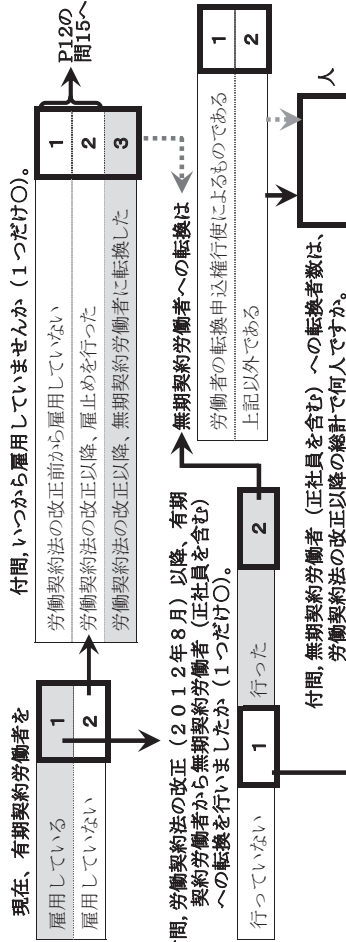 現在、有期契約労働者を
雇用している 1
雇用していない 2
付問, いつから雇用していませんか（１つだけ〇）。
労働契約法の改正前から雇用していない 1
労働契約法の改正以降、雇止めを行った 2
労働契約法の改正以降、無期契約労働者に転換した 3
P12の
問15へ
問, 労働契約法の改正（２０１２年８月）以降、有期
契約労働者から無期契約労働者（正社員を含む）
への転換を行いましたか（１つだけ〇）。
行っていない 1
行った 2
無期契約労働者への転換は
労働者の転換申込権行使によるものである 1
上記以外である 2
付問, 無期契約労働者（正社員を含む）への転換者数は、
労働契約法の改正以降の総計で何人ですか。
人